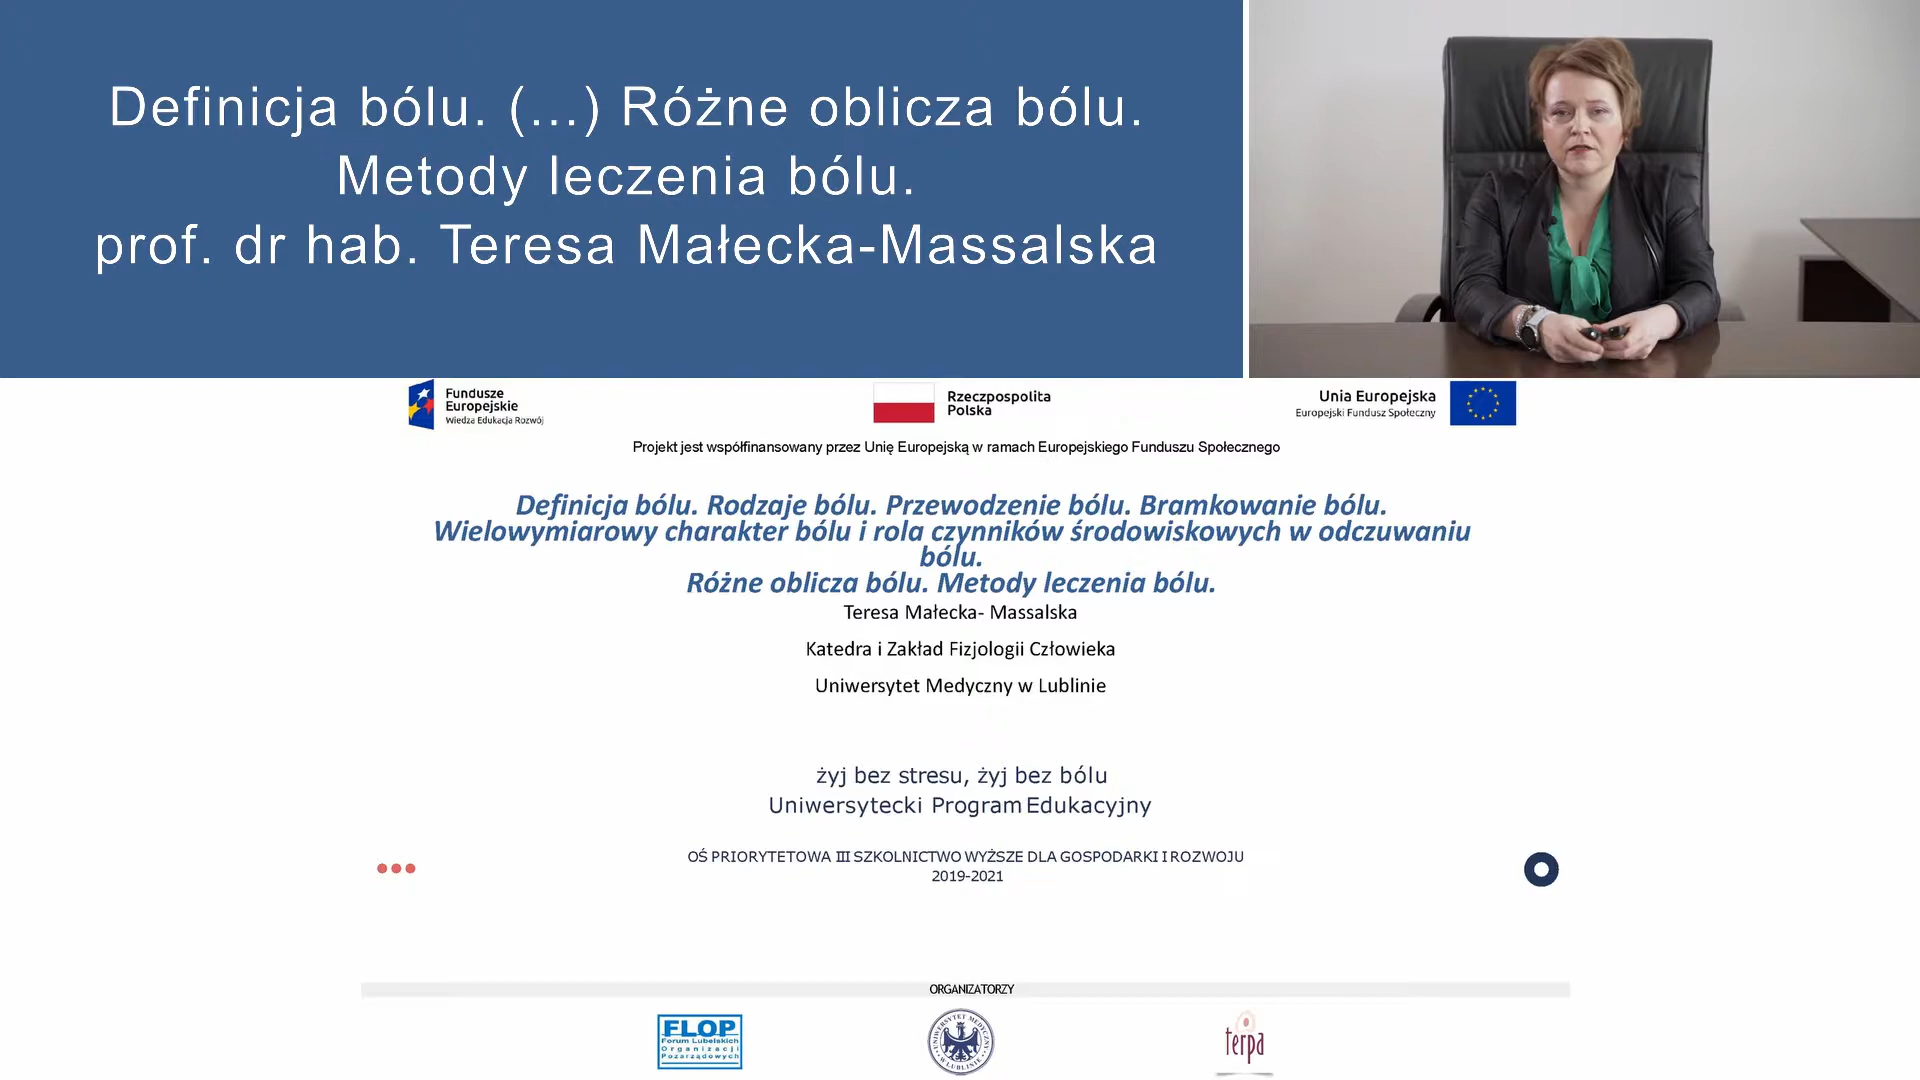 Definicja bólu. (...) Różne oblicza bólu.
Metody leczenia bólu.
prof. dr hab. Teresa Małecka-Massalska
Fundusze
Europejskie
Wiedza Edukacja Rozwój
Rzeczpospolita
Polska
Unia Europejska
Europejski Fundusz Społeczny
Projekt jest współfinansowany przez Unię Europejską w ramach Europejskiego Funduszu Społecznego
Definicja bólu. Rodzaje bólu. Przewodzenie bólu. Bramkowanie bólu.
Wielowymiarowy charakter bólu i rola czynników środowiskowych w odczuwaniu
bólu.
Różne oblicza bólu. Metody leczenia bólu.
Teresa Małecka- Massalska
Katedra i Zakład Fizjologii Człowieka
Uniwersytet Medyczny w Lublinie
żyj bez stresu, żyj bez bólu
Uniwersytecki Program Edukacyjny
OŚ PRIORYTETOWA III SZKOLNICTWO WYŻSZE DLA GOSPODARKI I ROZWOJU
2019-2021
ORGANIZATORZY
FLOP
Forum Lubelskich
Organizacji
Pozarządowych
UNIWERSYTET MEDYCZNY
W LUBLINIE
terpa